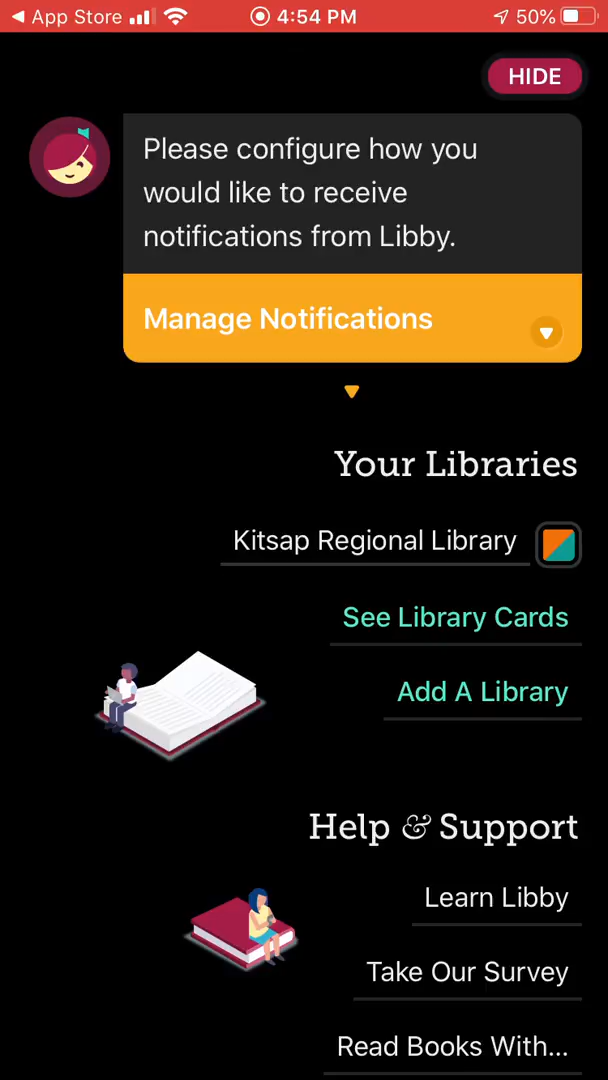 App Store 4:54 PM 50%
HIDE
Please configure how you
would like to receive
notifications from Libby.
Manage Notifications
Your Libraries
Kitsap Regional Library
See Library Cards
Add A Library
Help & Support
Learn Libby
Take Our Survey
Read Books With...